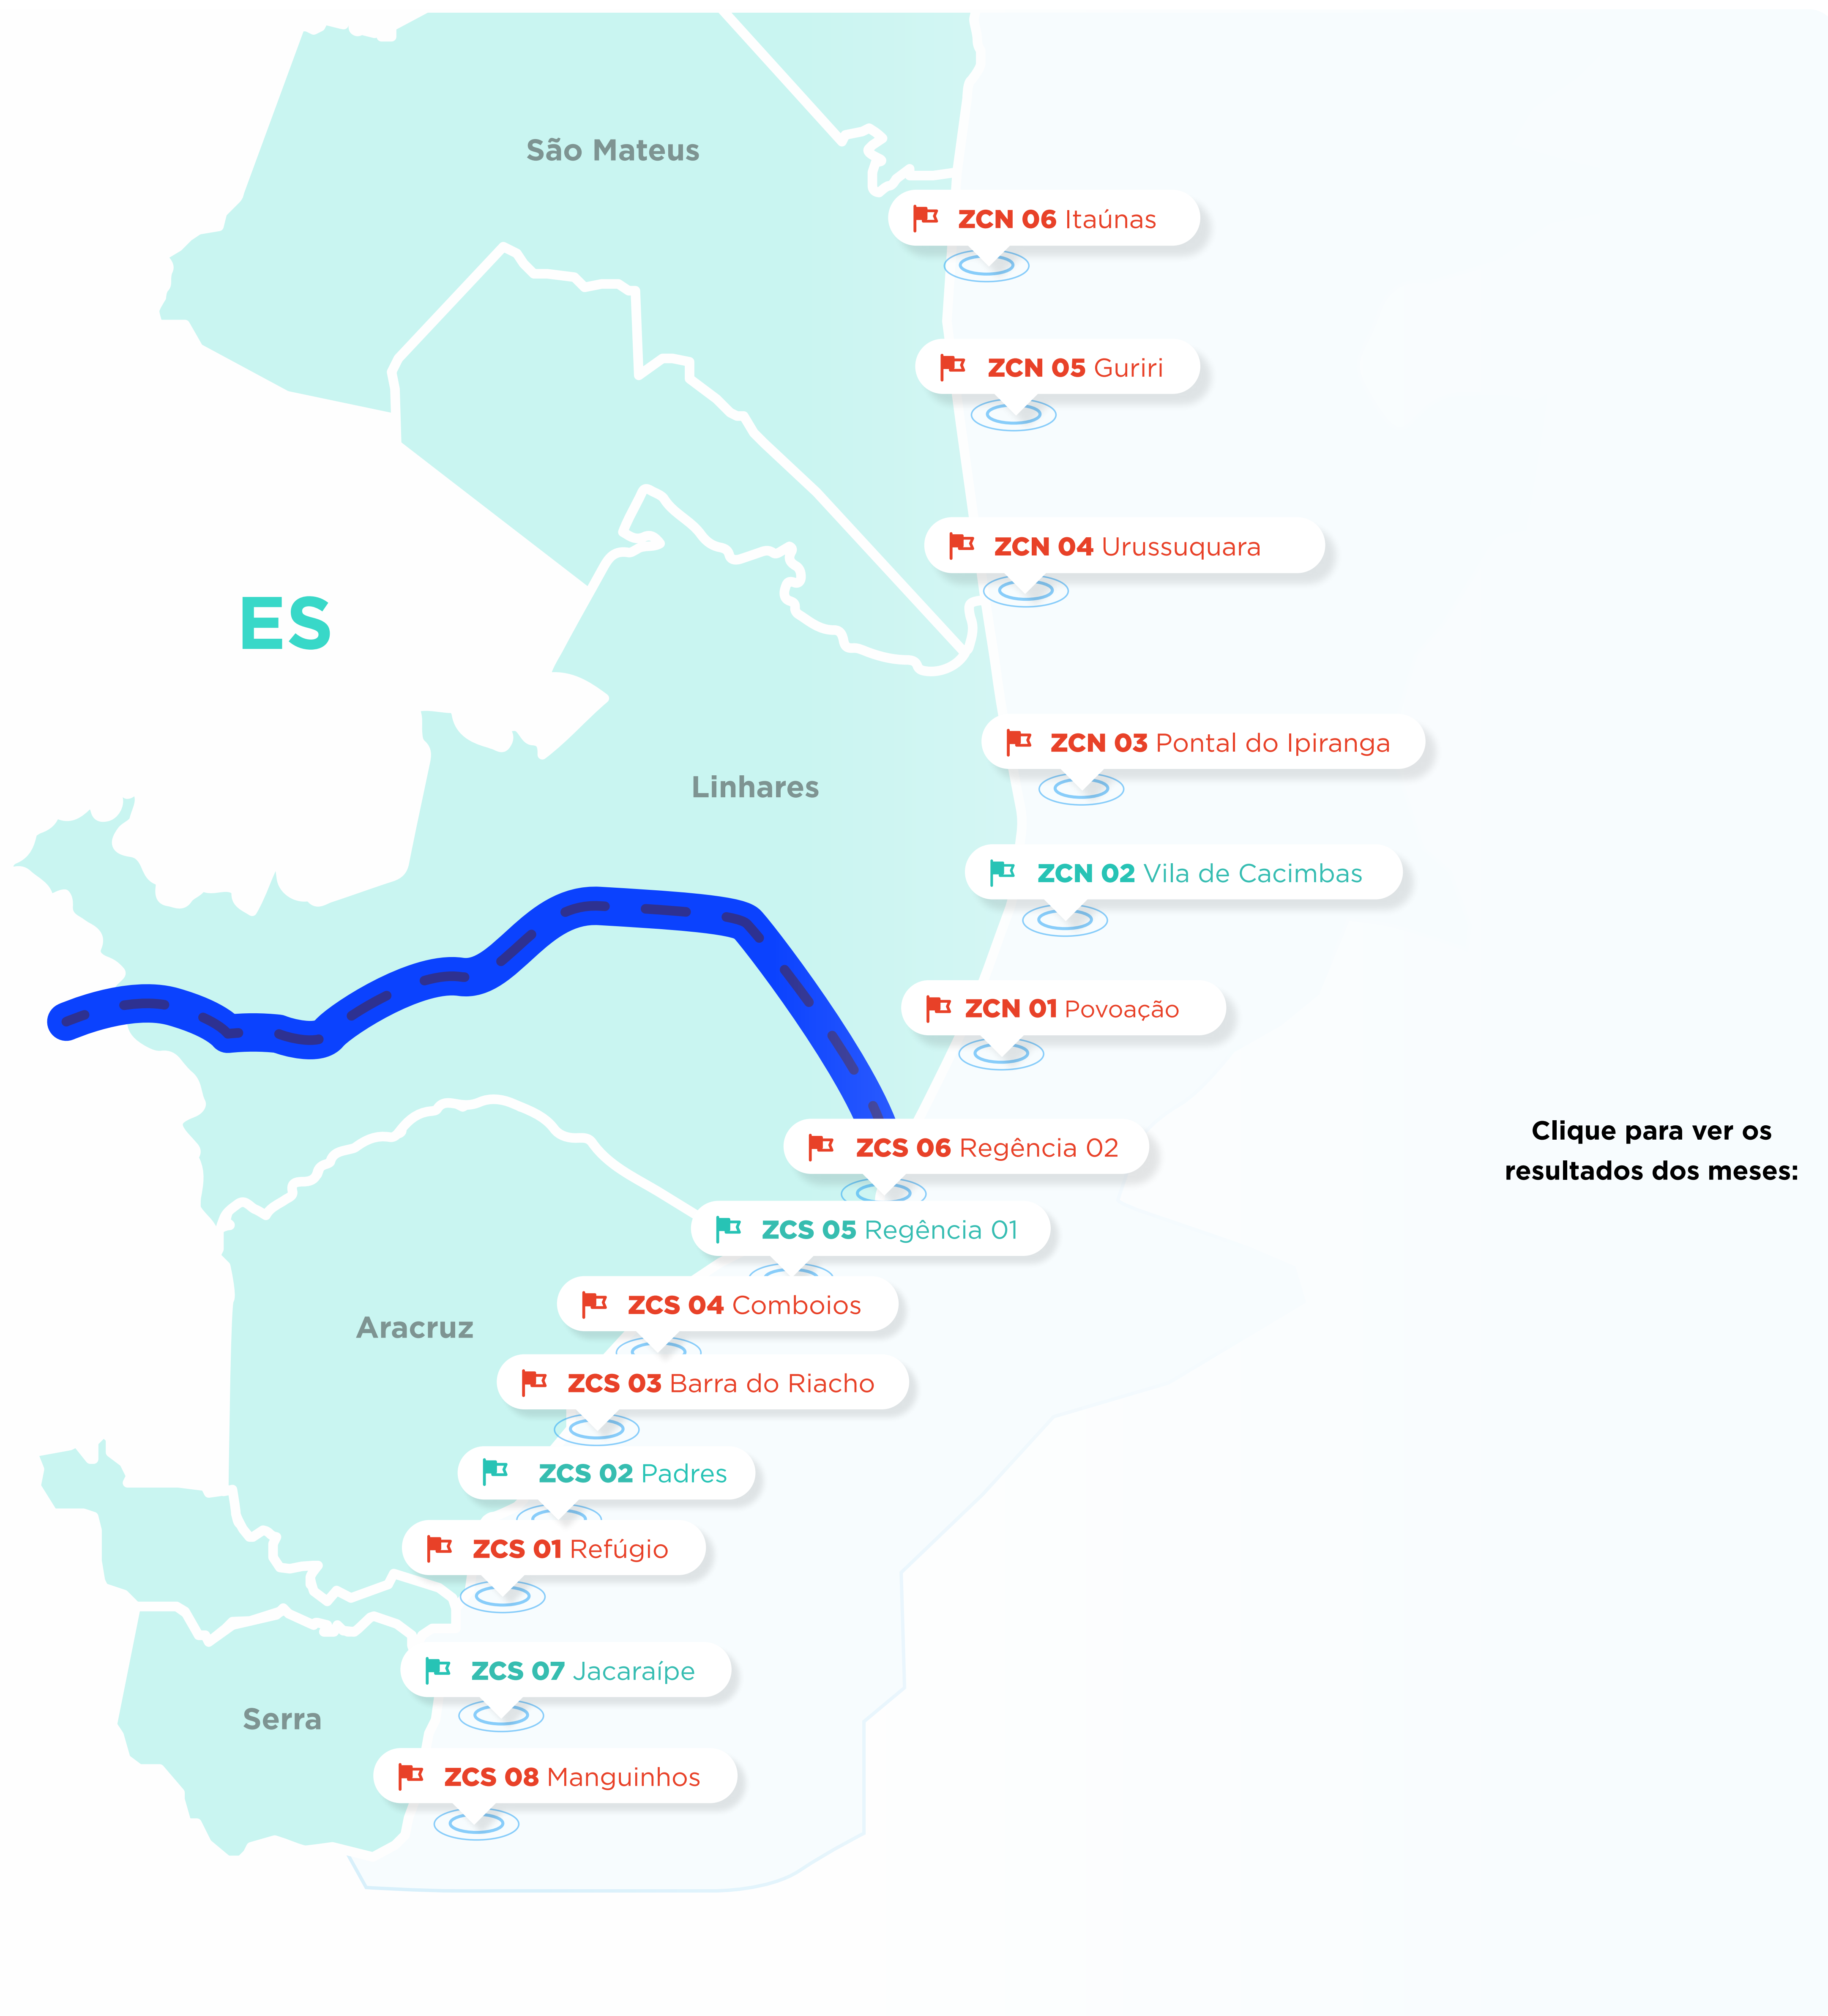 São Mateus
ZCN 06 Itaúnas
ZCN 05 Guriri
ZCN 04 Urussuquara
ES
ZCN 03 Pontal do Ipiranga
Linhares
ZCN 02 Vila de Cacimbas
ZCN 01 Povoação
Clique para ver os
resultados dos meses:
ZCS 06 Regência 02
ZCS 05 Regência 01
ZCS 04 Comboios
Aracruz
ZCS 03 Barra do Riacho
ZCS 02 Padres
ZCS 01 Refúgio
ZCS 07 Jacaraípe
Serra
ZCS 08 Manguinhos